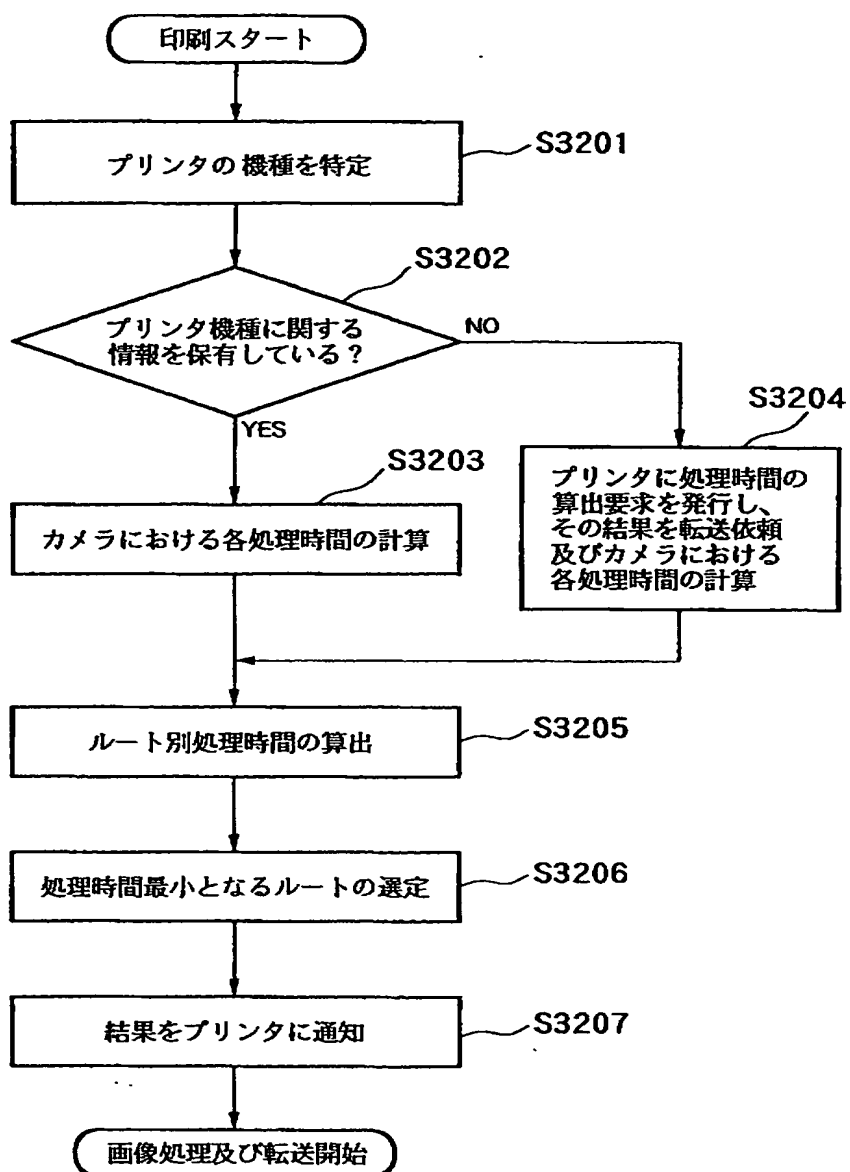 印刷スタート
プリンタの機種を特定
S3201
S3202
プリンタ機種に関する
情報を保有している？
NO
YES
S3203
カメラにおける各処理時間の計算
S3204
プリンタに処理時間の
算出要求を発行し、
その結果を転送依頼
及びカメラにおける
各処理時間の計算
ルート別処理時間の算出
S3205
処理時間最小となるルートの選定
S3206
結果をプリンタに通知
S3207
画像処理及び転送開始